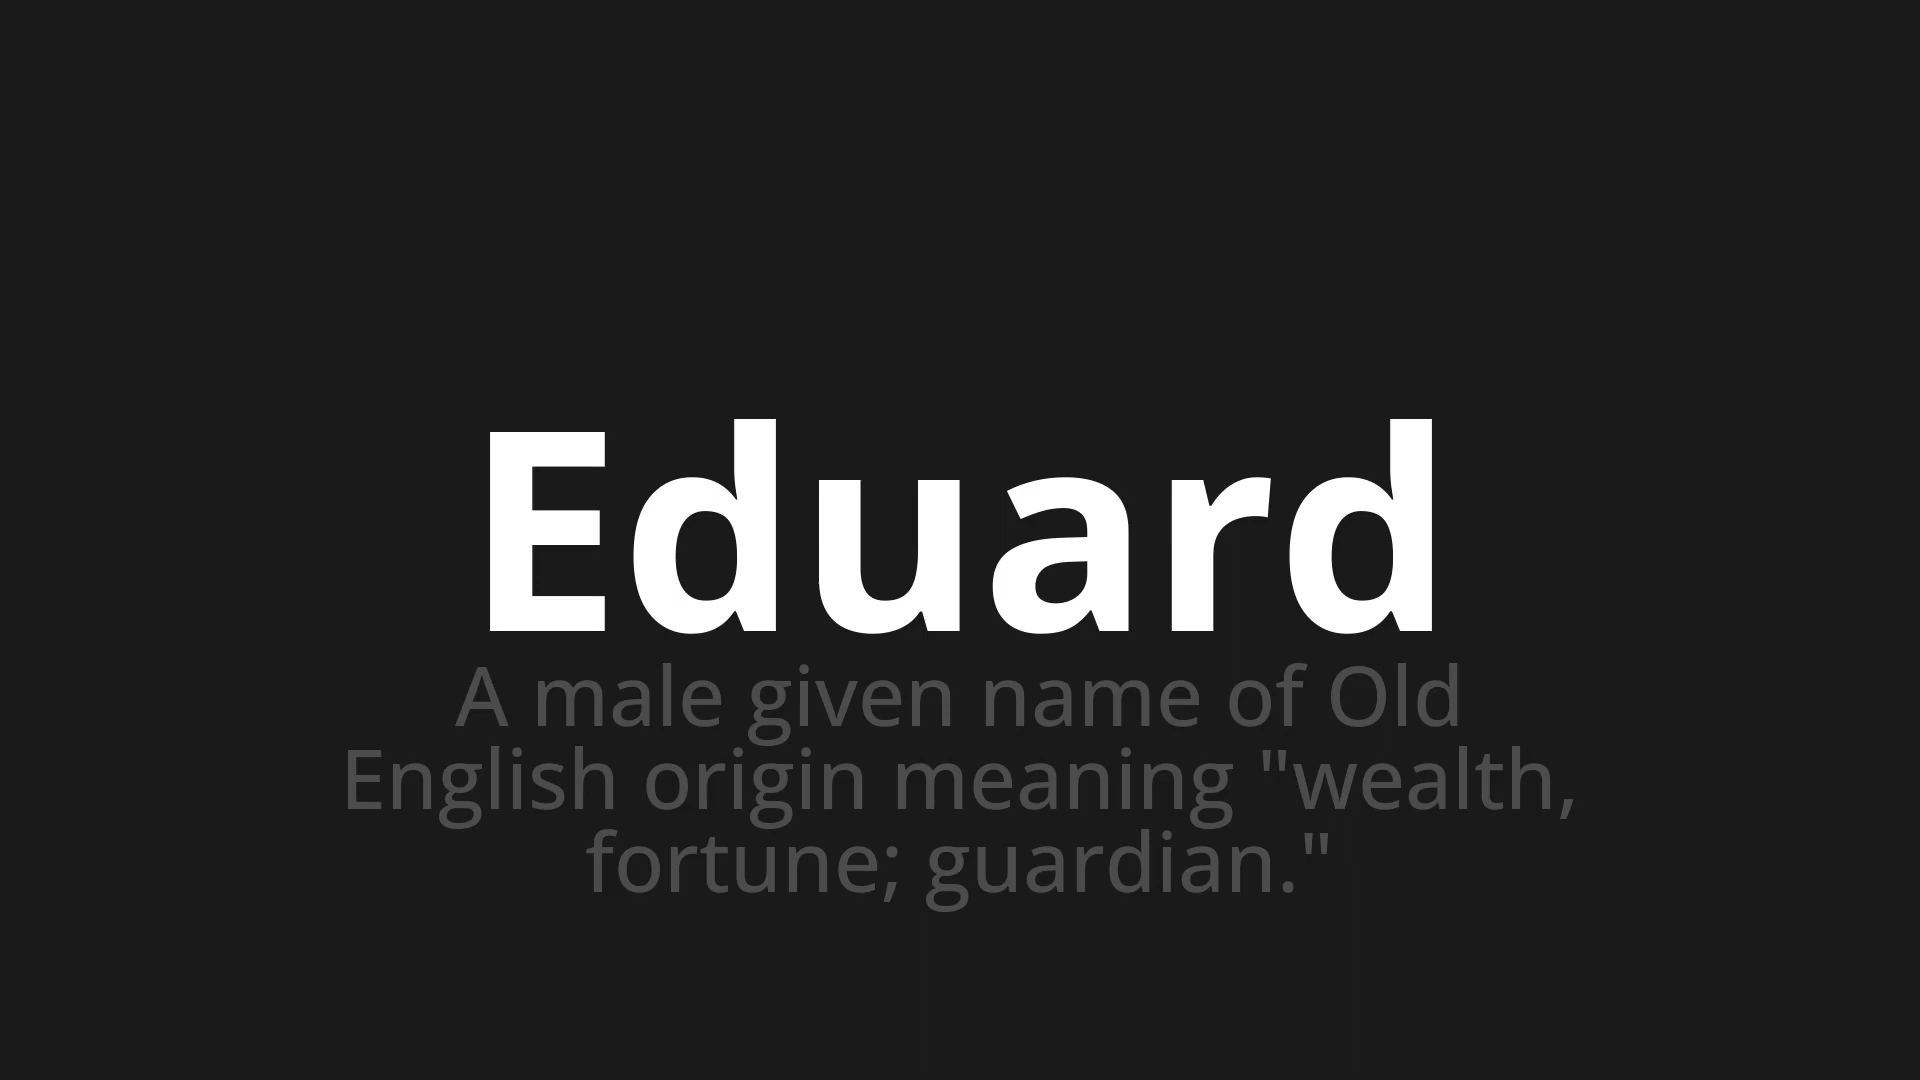 Eduard
A male given name of Old
English origin meaning "wealth,
fortune; guardian."